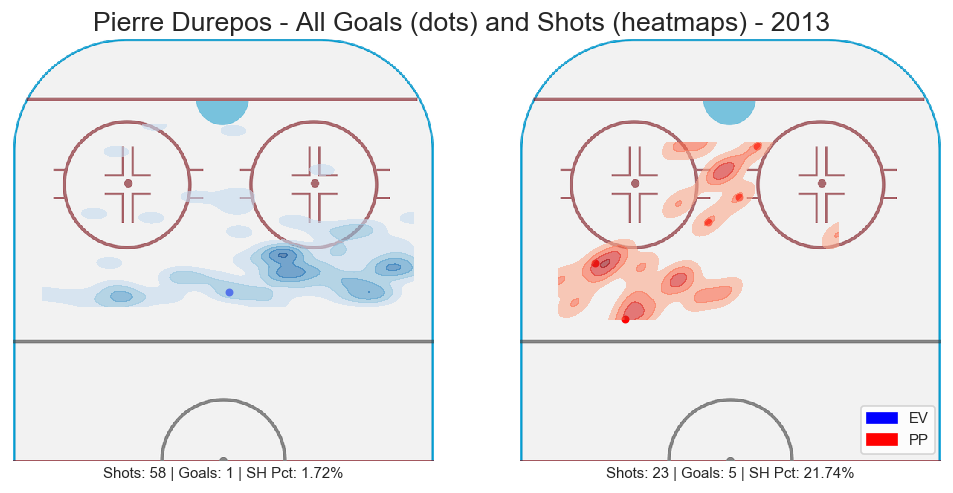 Pierre Durepos - All Goals (dots) and Shots (heatmaps) - 2013
EV
PP
Shots: 58 | Goals: 1 | SH Pct: 1.72%
Shots: 23 | Goals: 5 | SH Pct: 21.74%